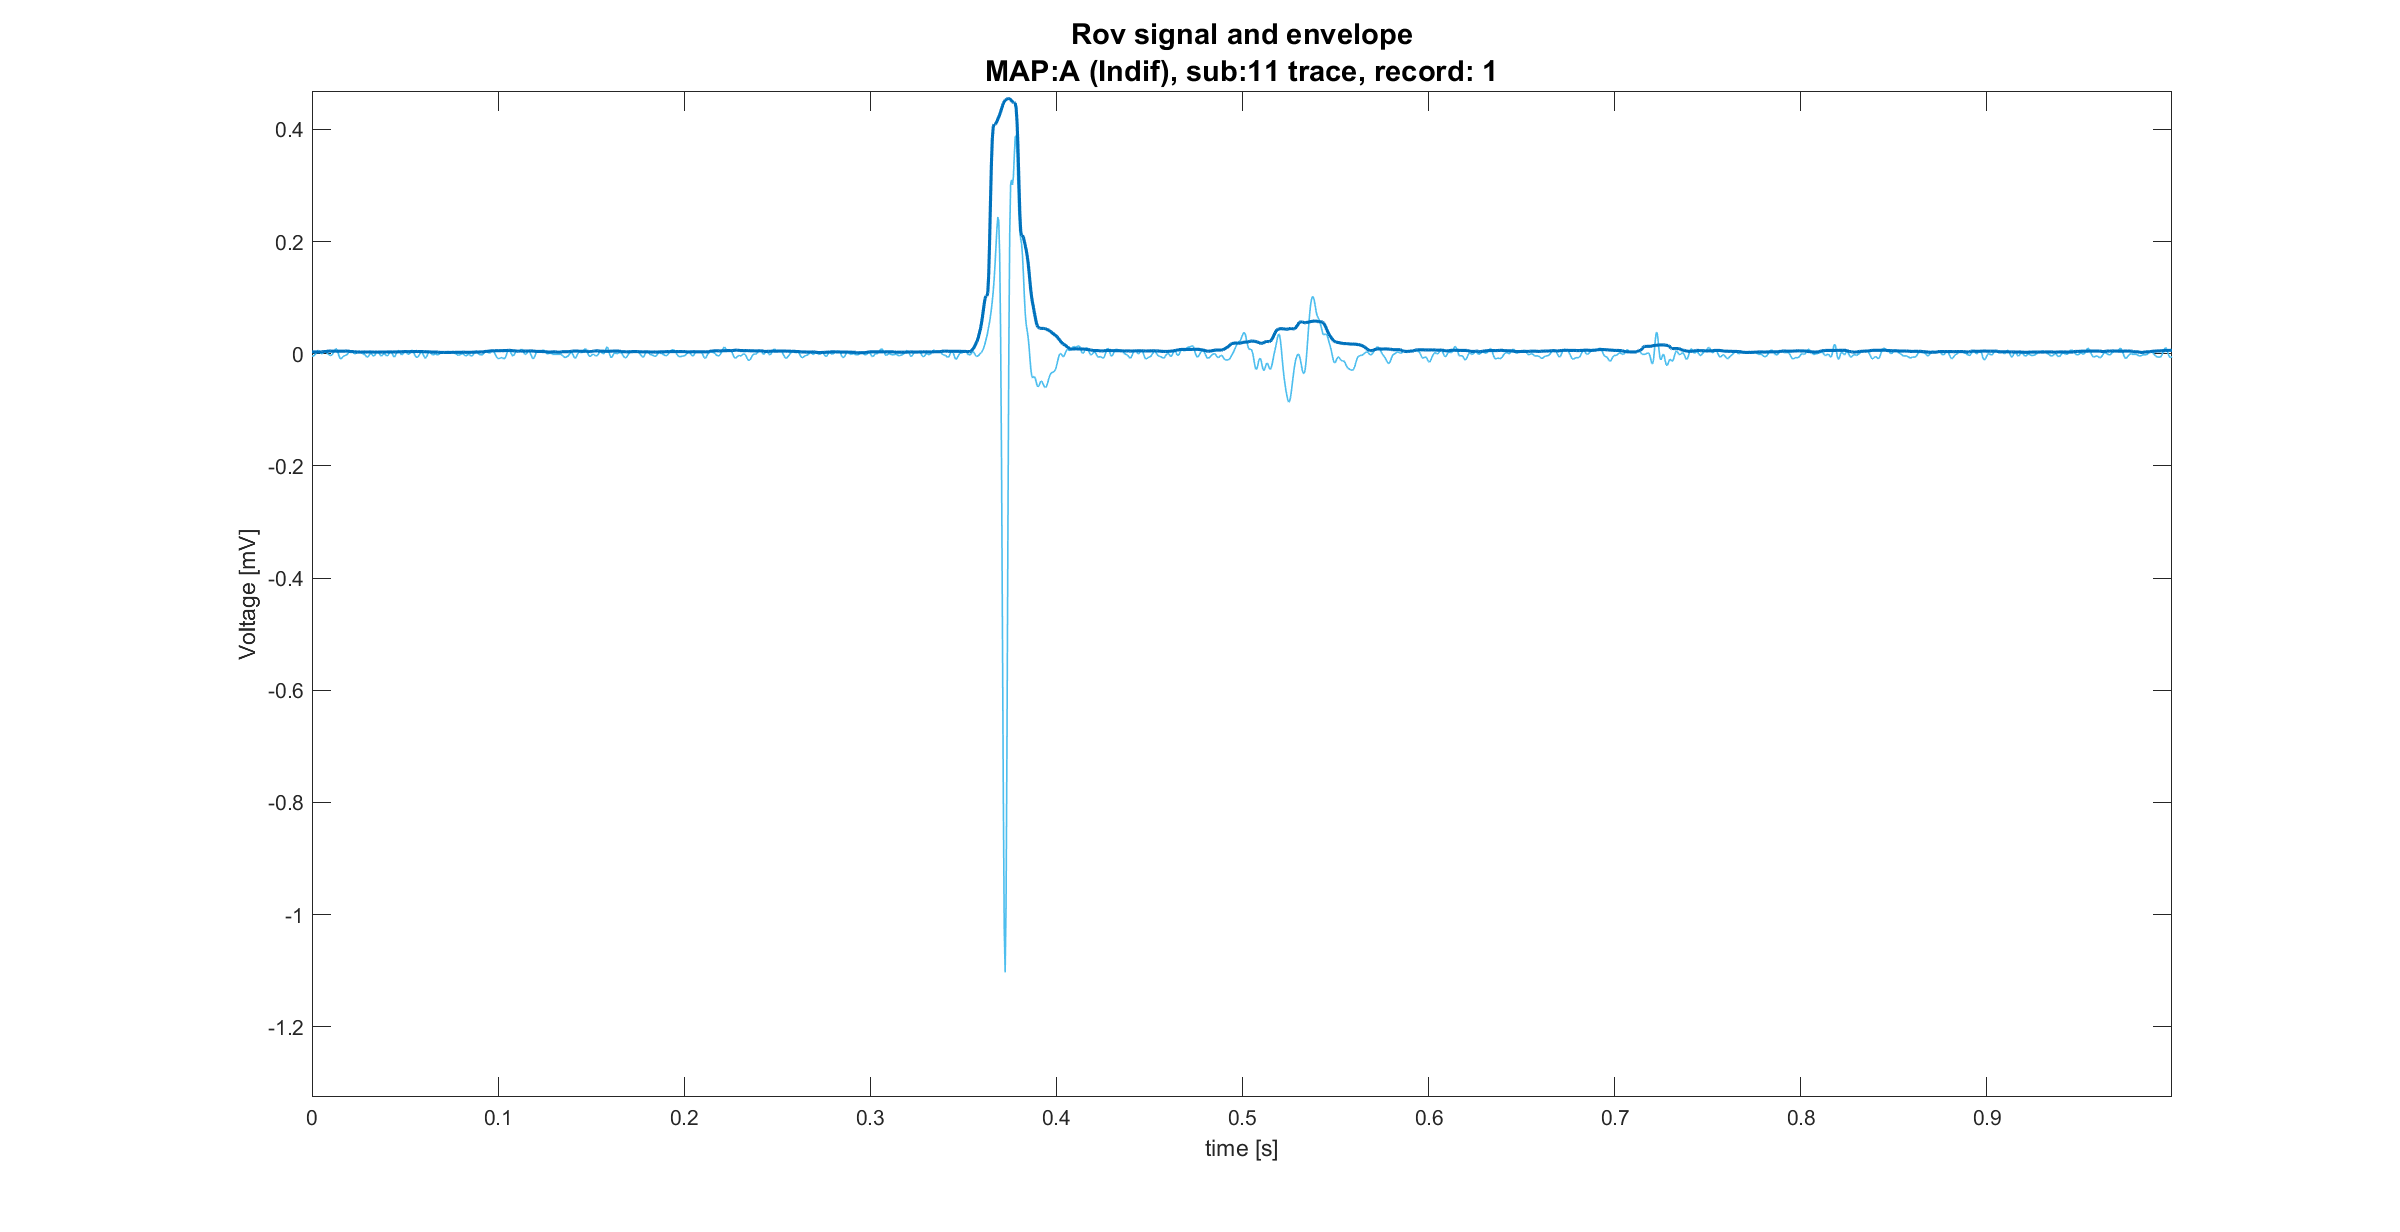 Rov signal and envelope
MAP:A (Indif), sub:11 trace, record: 1
0.4
0.2
0
-0.2
-0.4
-0.6
-0.8
-1
-1.2
Voltage [mV]
0 0.1 0.2 0.3 0.4 0.5 0.6 0.7 0.8 0.9
time [s]